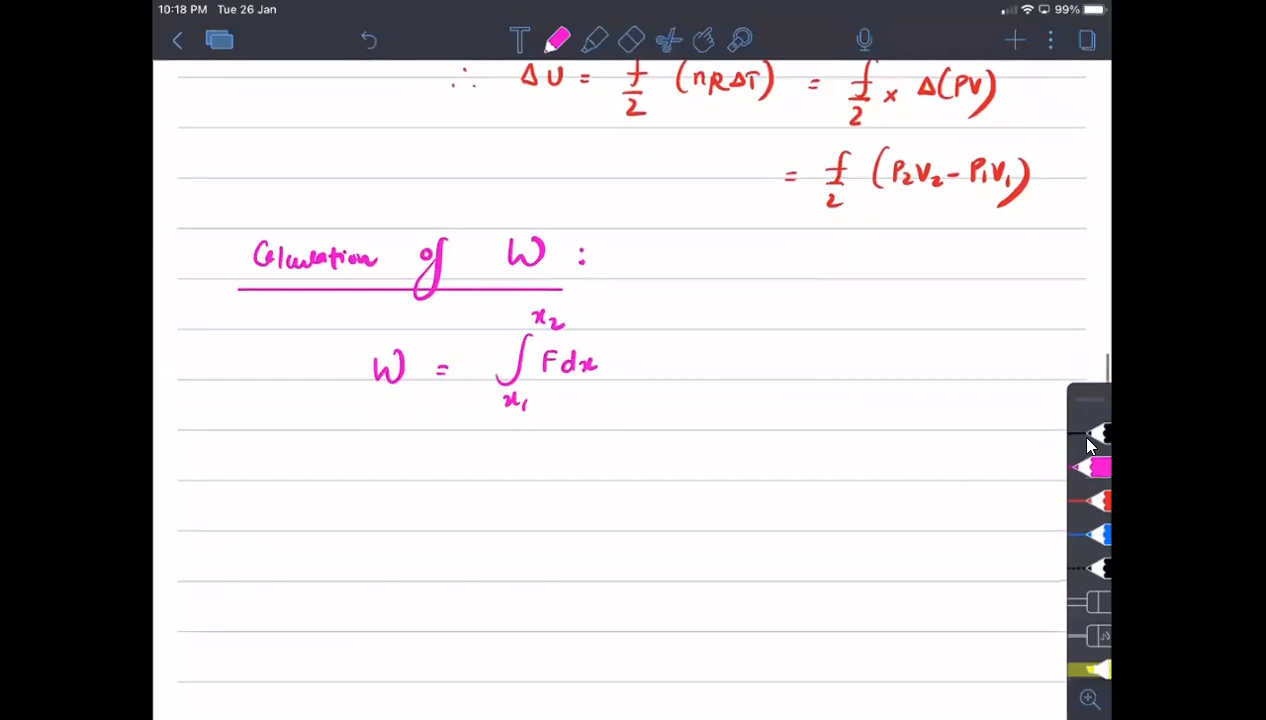 10:18 PM Tue 26 Jan 99%
∴ ΔU = f/2 (nRΔT) = f/2 × Δ(PV)
= f/2 (P₂V₂ - P₁V₁)
Calculation of W :
W = ∫_{x₁}^{x₂} Fdx